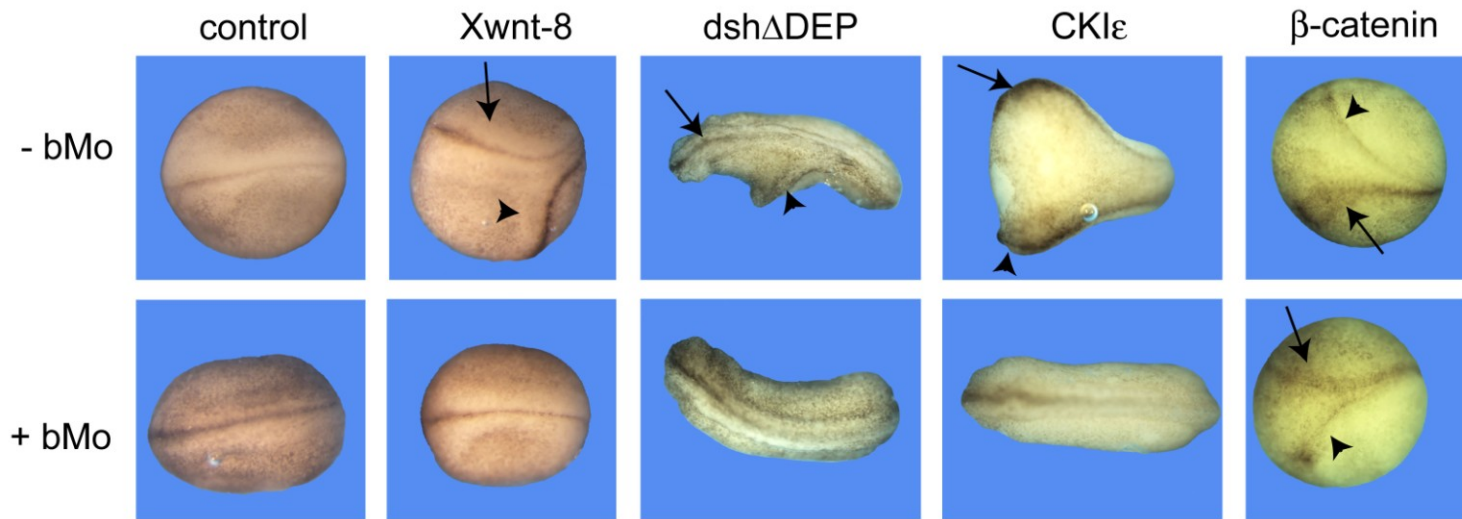 control Xwnt-8 dshΔDEP CKIε β-catenin
- bMo
+ bMo